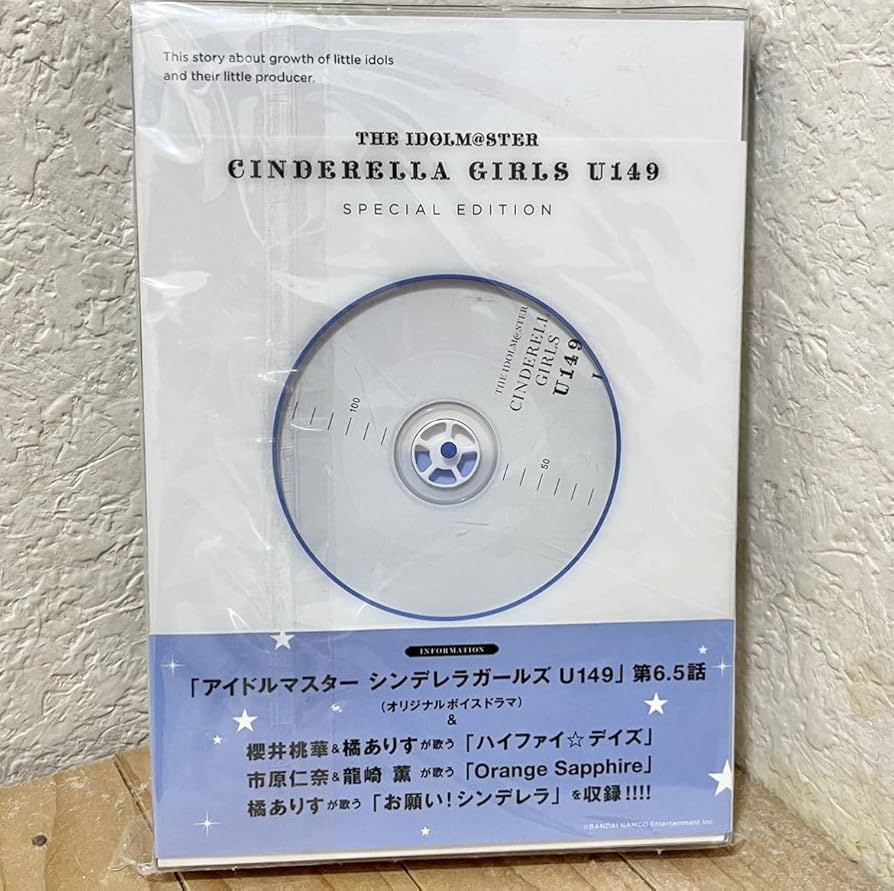 This story about growth of little idols
and their little producer.
THE IDOLM@STER
CINDERELLA GIRLS U149
SPECIAL EDITION
THE IDOLM@STER
CINDERELLA
GIRLS
U149
100
50
INFORMATION
「アイドルマスター シンデレラガールズ U149」第6.5話
(オリジナルボイスドラマ)
&
櫻井桃華&橘ありすが歌う「ハイファイ☆デイズ」
市原仁奈&龍崎 薫 が歌う「Orange Sapphire」
橘ありすが歌う「お願い!シンデレラ」を収録!!!!
©BANDAI NAMCO Entertainment Inc.